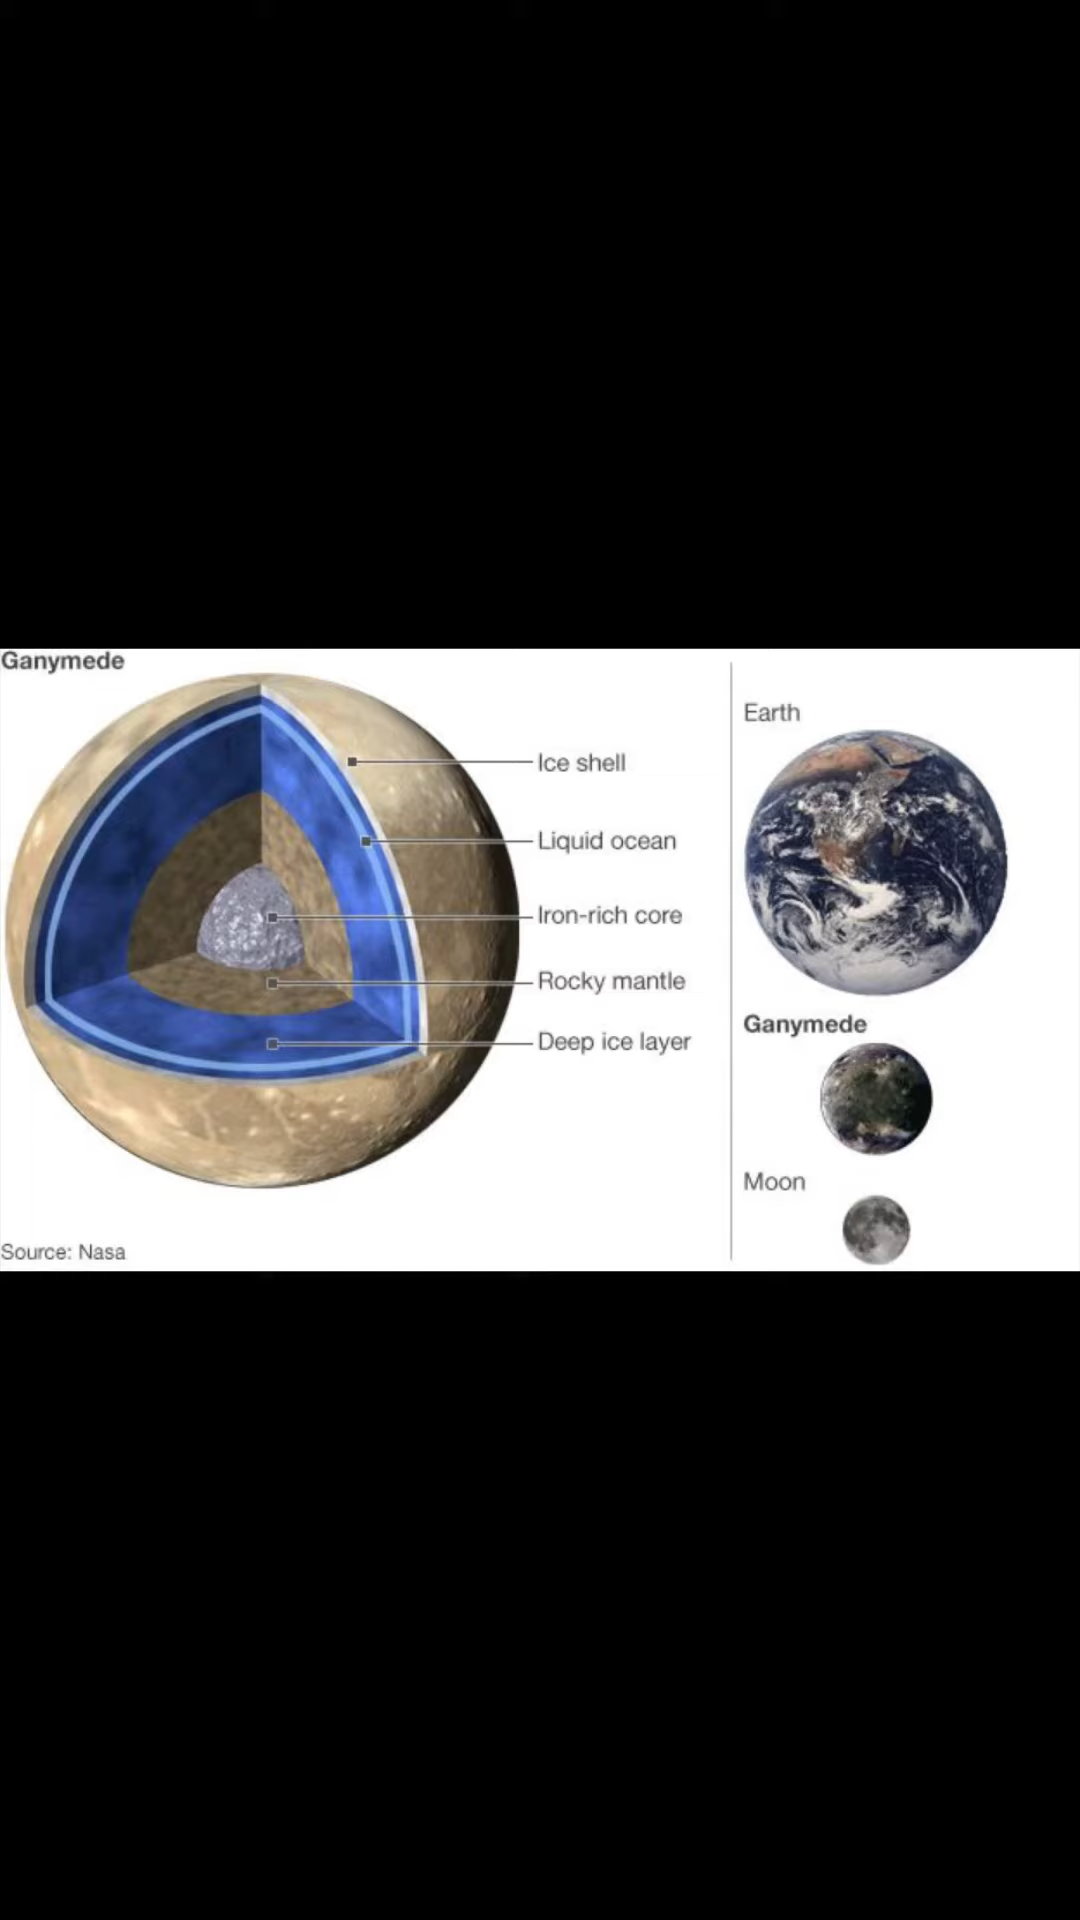 Ganymede
Ice shell
Liquid ocean
Iron-rich core
Rocky mantle
Deep ice layer
Source: Nasa
Earth
Ganymede
Moon